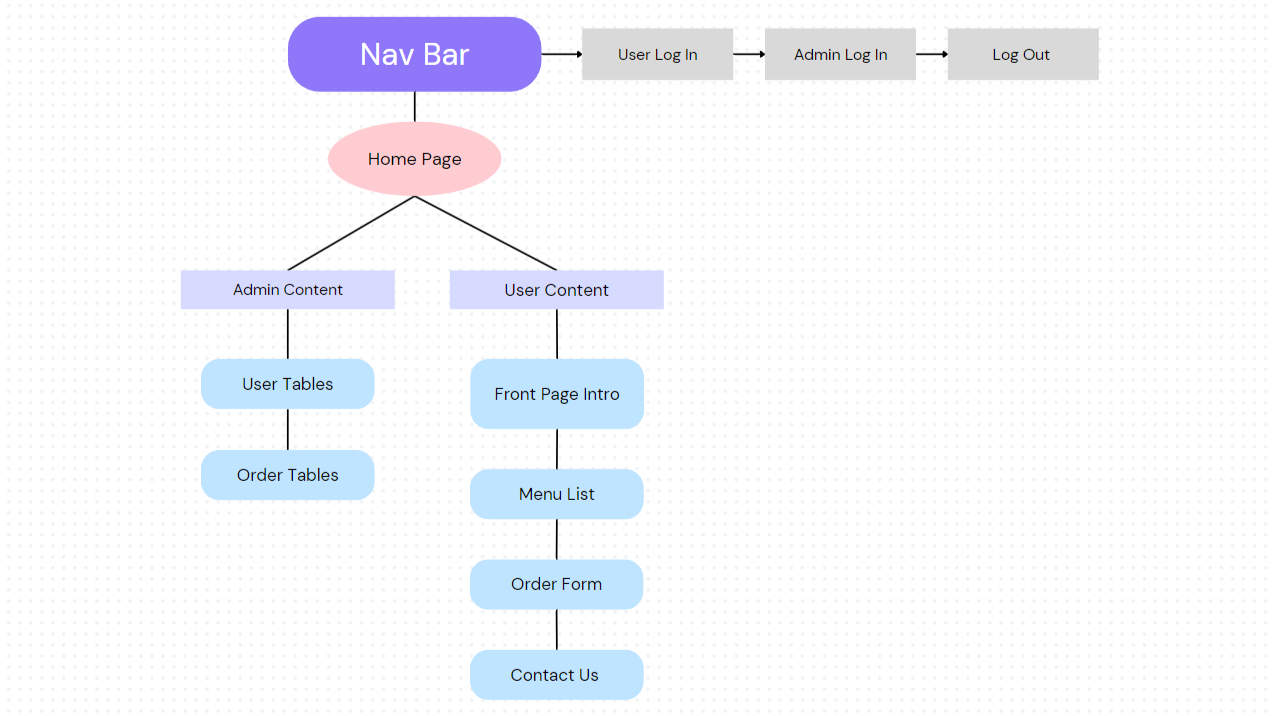 Nav Bar
User Log In
Admin Log In
Log Out
Home Page
Admin Content
User Content
User Tables
Front Page Intro
Order Tables
Menu List
Order Form
Contact Us